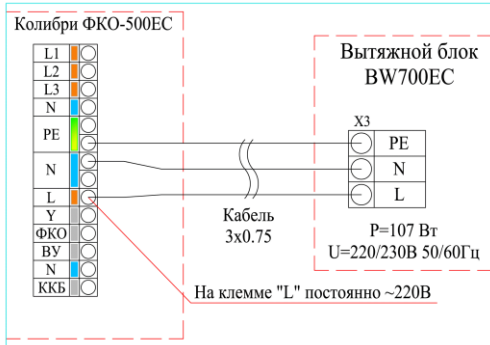 Колибри ФКО-500ЕС
L1
L2
L3
N
PE
N
L
Y
ФКО
ВУ
N
ККБ
Кабель
3х0.75
Вытяжной блок
BW700EC
X3
PE
N
L
P=107 Вт
U=220/230В 50/60Гц
На клемме "L" постоянно ~220В